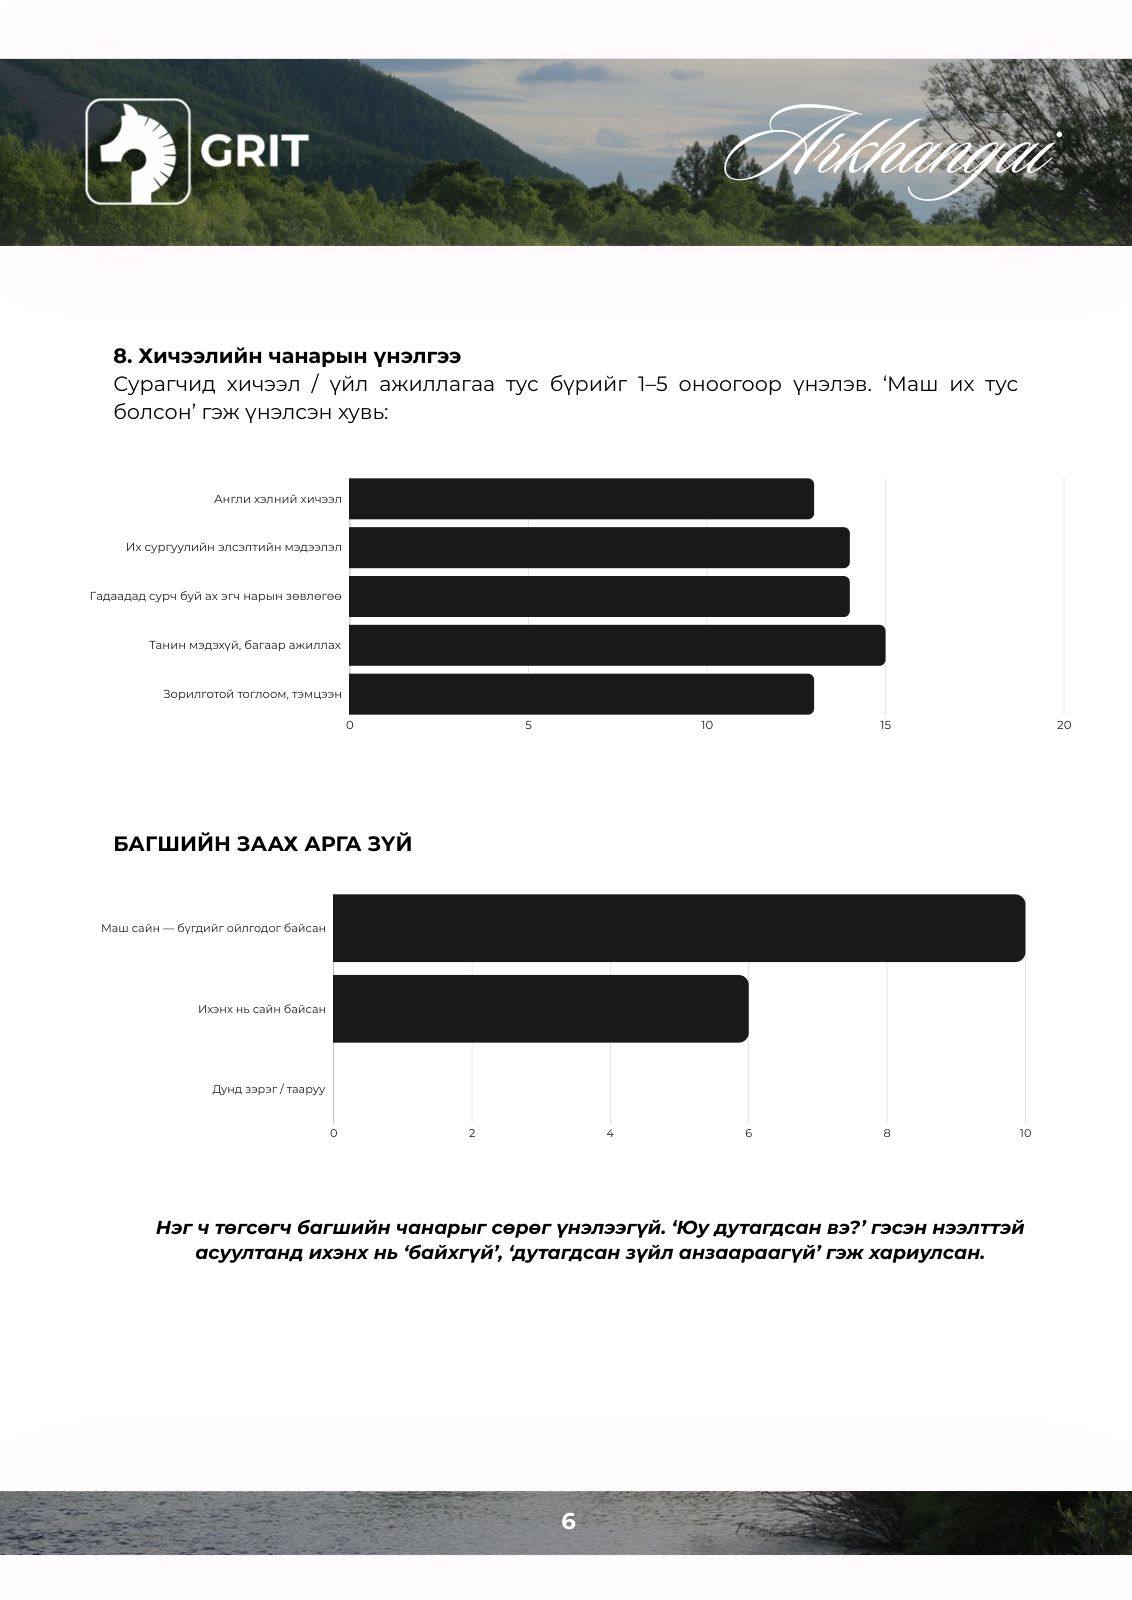 GRIT
Arkhangai
8. Хичээлийн чанарын үнэлгээ
Сурагчид хичээл / үйл ажиллагаа тус бүрийг 1–5 оноогоор үнэлэв. ‘Маш их тус
болсон’ гэж үнэлсэн хувь:
Англи хэлний хичээл
Их сургуулийн элсэлтийн мэдээлэл
Гадаадад сурч буй ах эгч нарын зөвлөгөө
Танин мэдэхүй, багаар ажиллах
Зорилготой тоглоом, тэмцээн
0 5 10 15 20
БАГШИЙН ЗААХ АРГА ЗҮЙ
Маш сайн — бүгдийг ойлгодог байсан
Ихэнх нь сайн байсан
Дунд зэрэг / тааруу
0 2 4 6 8 10
Нэг ч төгсөгч багшийн чанарыг сөрөг үнэлээгүй. ‘Юу дутагдсан вэ?’ гэсэн нээлттэй
асуултанд ихэнх нь ‘байхгүй’, ‘дутагдсан зүйл анзаараагүй’ гэж хариулсан.
6